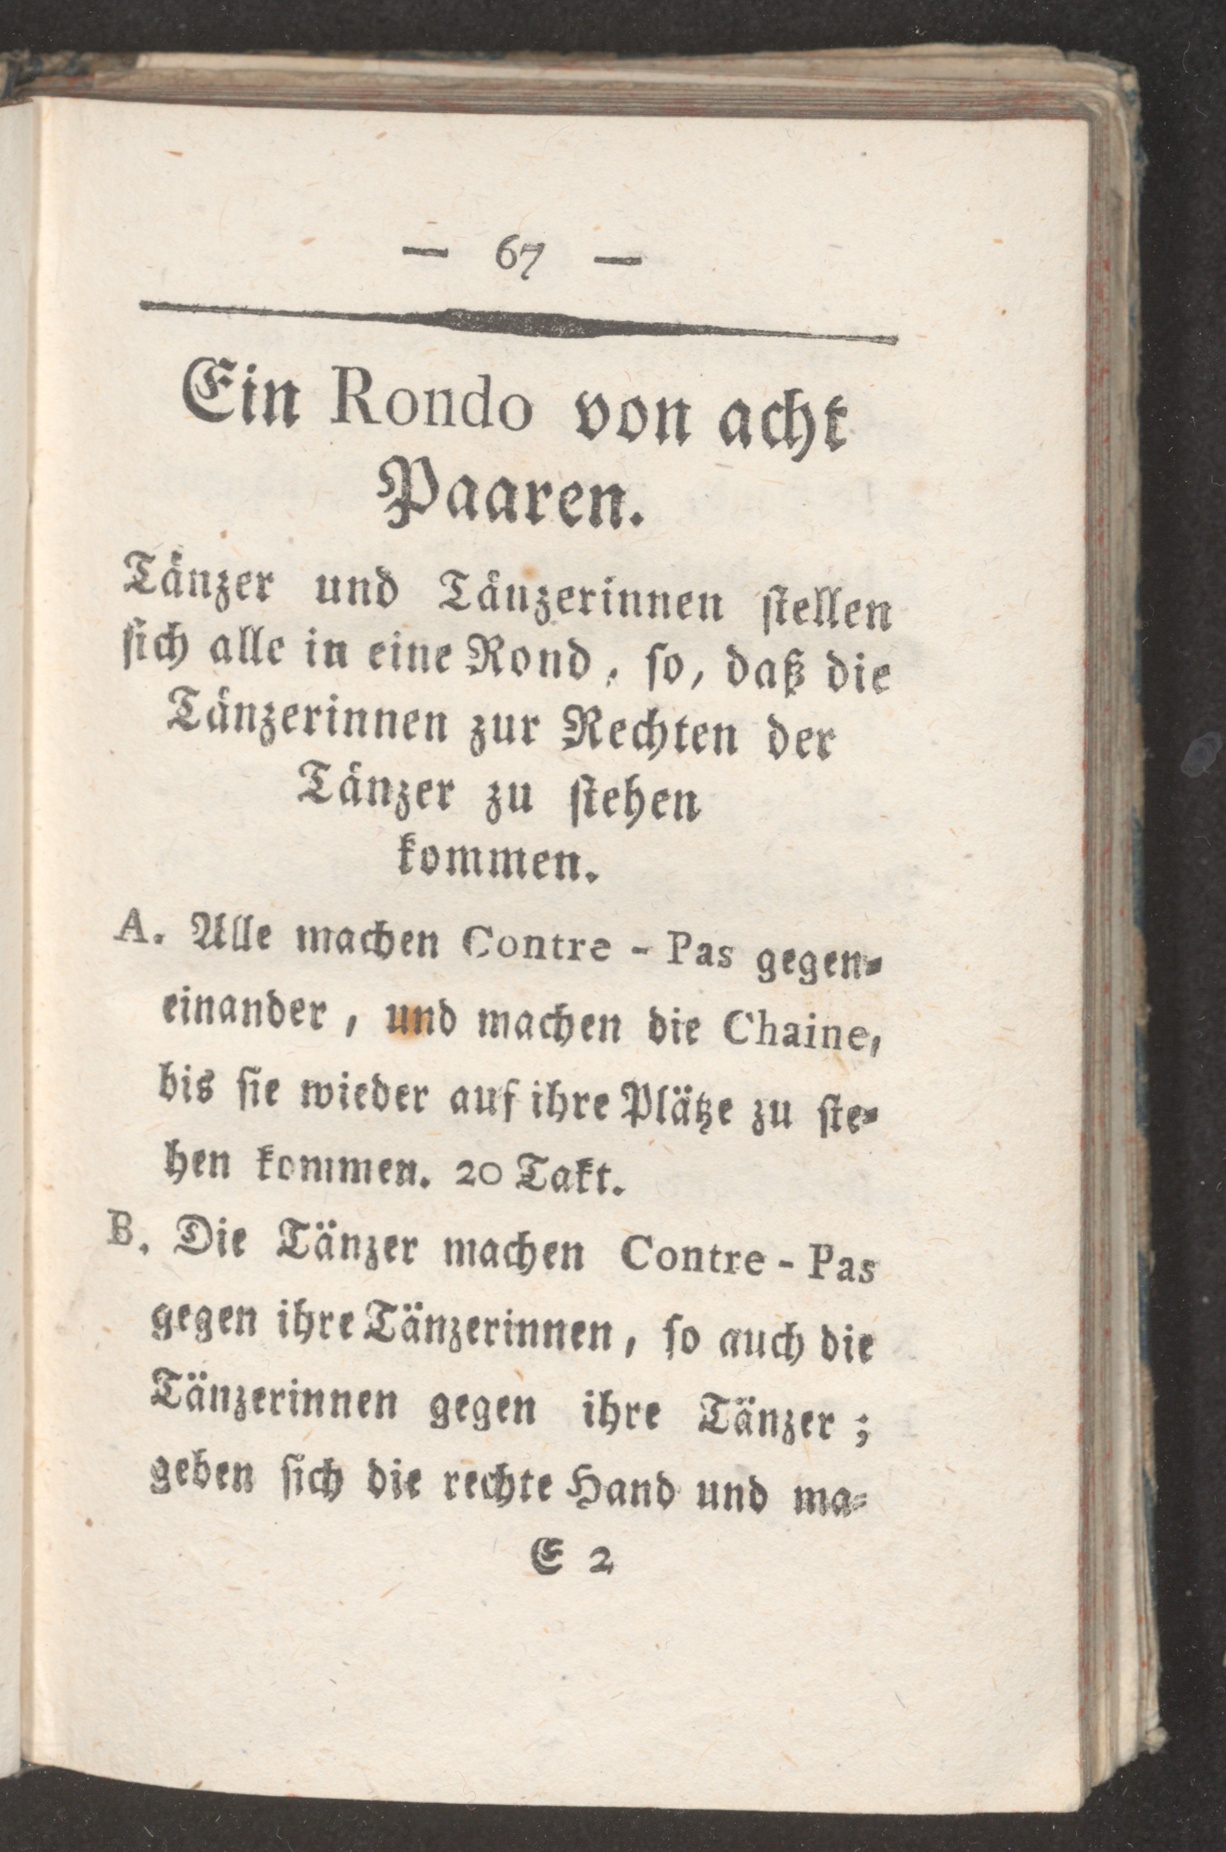 — 67 —
Ein Rondo von acht
Paaren.
Tänzer und Tänzerinnen ſtellen
ſich alle in eine Rond, ſo, daß die
Tänzerinnen zur Rechten der
Tänzer zu ſtehen
kommen.
A. Alle machen Contre - Pas gegen-
einander, und machen die Chaine,
bis ſie wieder auf ihre Plätze zu ſte-
hen kommen. 20 Takt.
B. Die Tänzer machen Contre - Pas
gegen ihre Tänzerinnen, ſo auch die
Tänzerinnen gegen ihre Tänzer;
geben ſich die rechte Hand und ma-
E 2